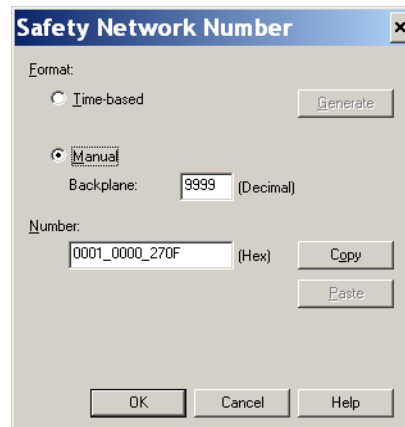 Safety Network Number
Format:
Time-based
Generate
Manual
Backplane: 9999 (Decimal)
Number:
0001_0000_270F (Hex) Copy
Paste
OK Cancel Help